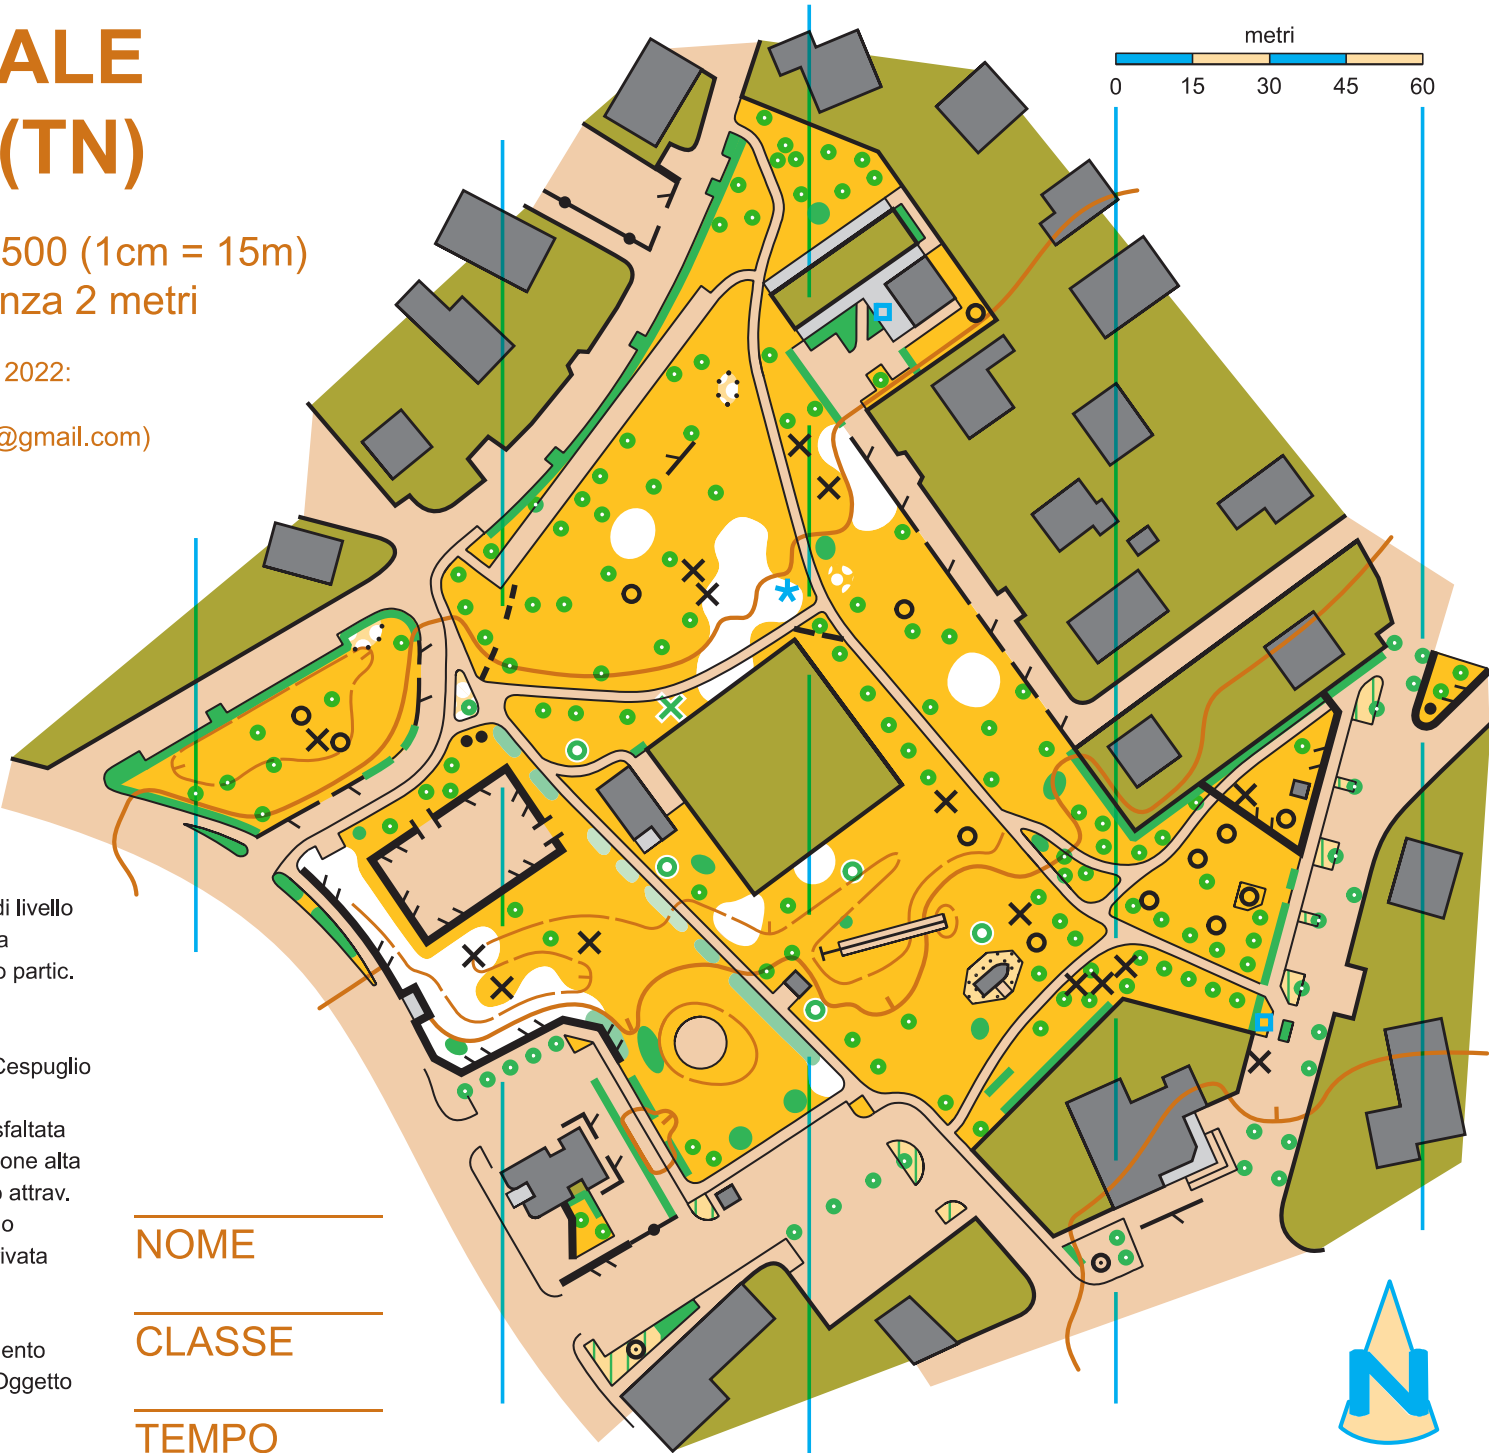 ALE
(TN)
500 (1cm = 15m)
nza 2 metri
2022:
@gmail.com)
metri
0 15 30 45 60
di livello
a
o partic.
Cespuglio
sfaltata
one alta
o attrav.
o
ivata
ento
Oggetto
NOME
CLASSE
TEMPO
N